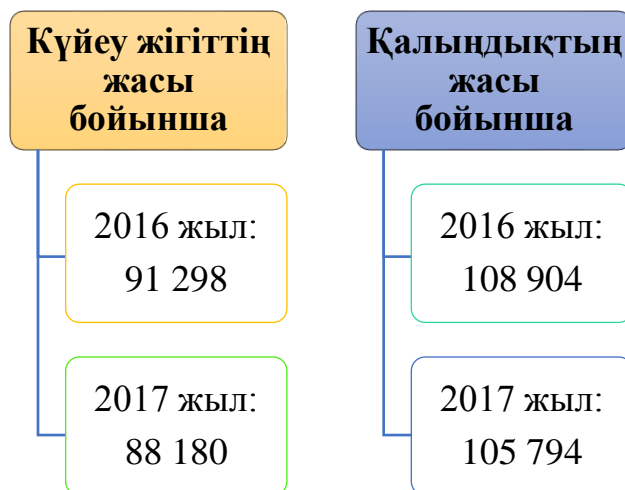 Күйеу жігіттің
жасы
бойынша
2016 жыл:
91 298
2017 жыл:
88 180
Қалыңдықтың
жасы
бойынша
2016 жыл:
108 904
2017 жыл:
105 794